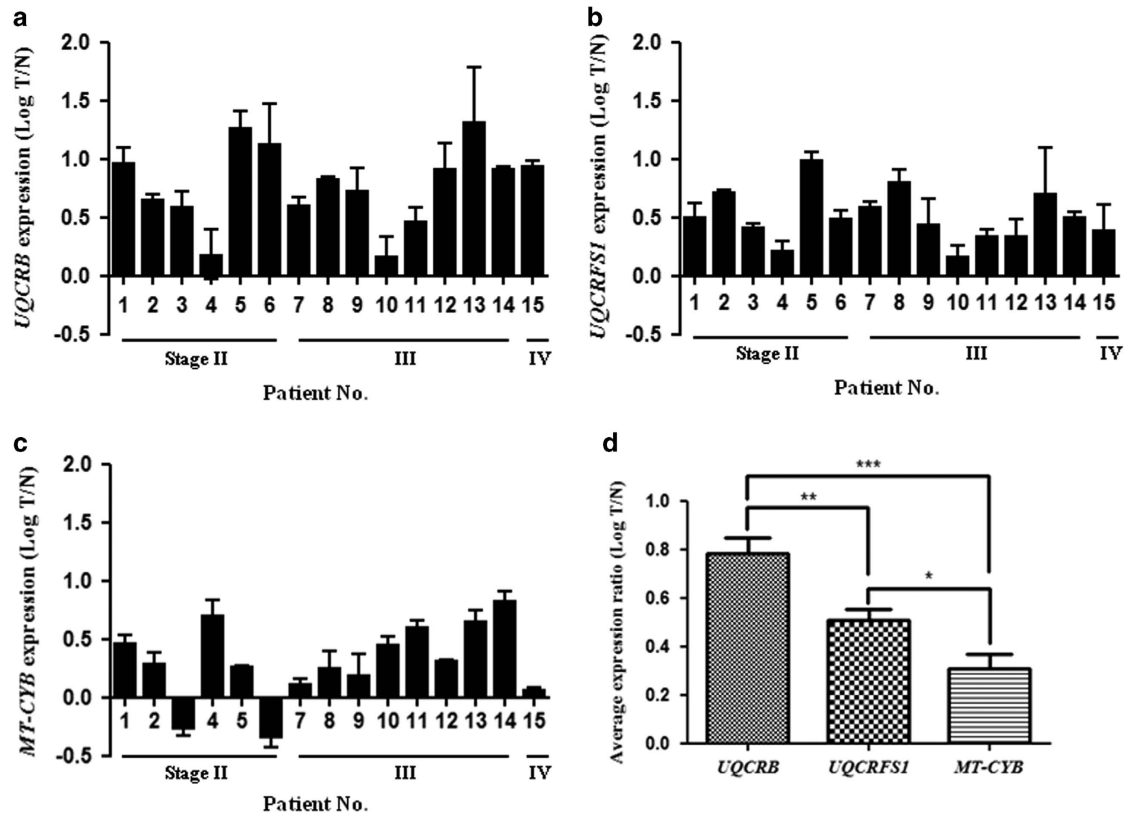 a
UQCRB expression (Log T/N)
2.0
1.5
1.0
0.5
0.0
-0.5
1 2 3 4 5 6 7 8 9 10 11 12 13 14 15
Stage II III IV
Patient No.
b
UQCRFS1 expression (Log T/N)
2.0
1.5
1.0
0.5
0.0
-0.5
1 2 3 4 5 6 7 8 9 10 11 12 13 14 15
Stage II III IV
Patient No.
c
MT-CYB expression (Log T/N)
2.0
1.5
1.0
0.5
0.0
-0.5
1 2 4 5 7 8 9 10 11 12 13 14 15
Stage II III IV
Patient No.
d
Average expression ratio (Log T/N)
1.0
0.8
0.6
0.4
0.2
0.0
***
**
*
UQCRB UQCRFS1 MT-CYB